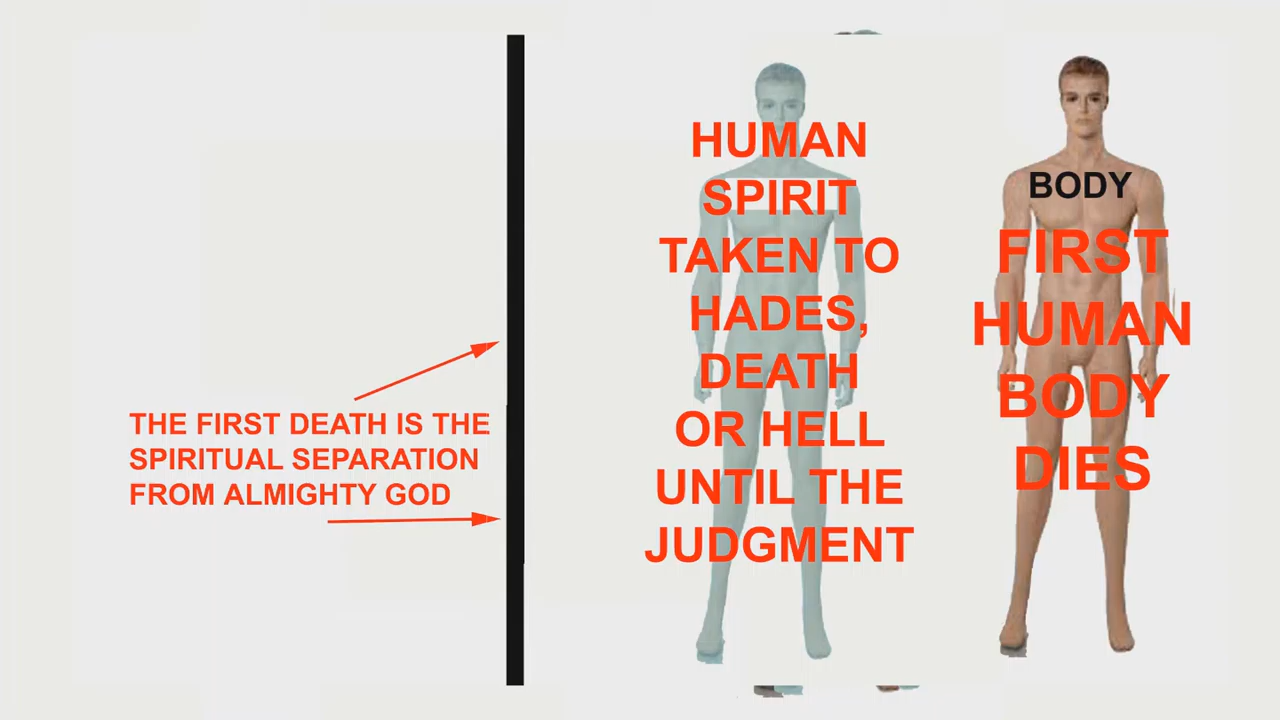 THE FIRST DEATH IS THE
SPIRITUAL SEPARATION
FROM ALMIGHTY GOD
HUMAN
SPIRIT
TAKEN TO
HADES,
DEATH
OR HELL
UNTIL THE
JUDGMENT
BODY
FIRST
HUMAN
BODY
DIES